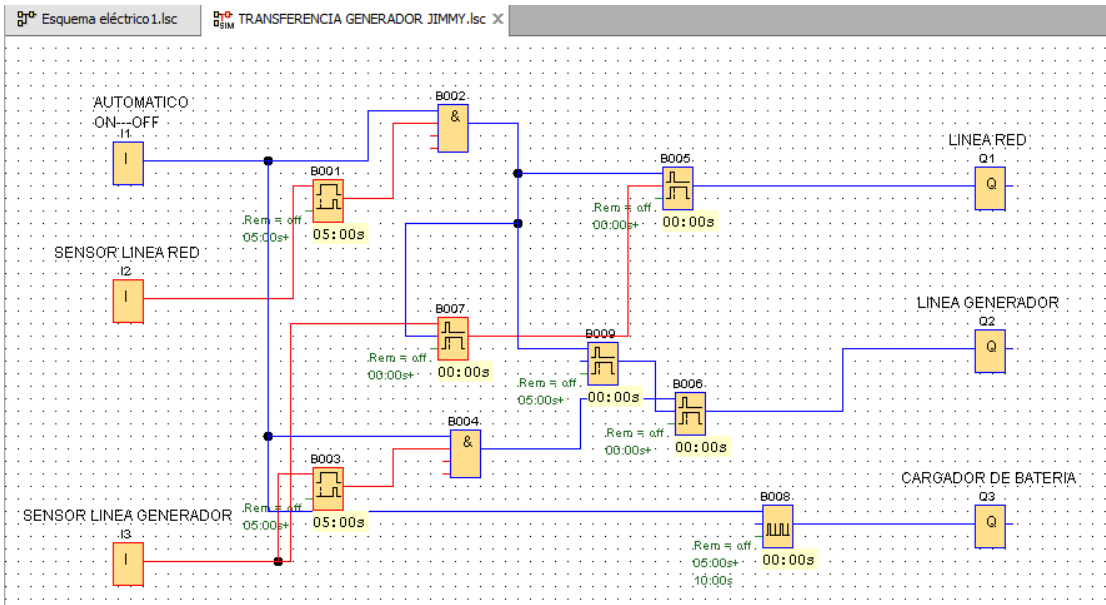 Esquema eléctrico1.lsc
SIM TRANSFERENCIA GENERADOR JIMMY.lsc X
AUTOMATICO
ON---OFF
I1
I
B002
&
B001
Rem = off
05:00s+
05:00s
B005
Rem = off
00:00s+
00:00s
LINEA RED
Q1
Q
SENSOR LINEA RED
I2
I
B007
Rem = off
00:00s+
00:00s
B009
Rem = off
05:00s+
00:00s
LINEA GENERADOR
Q2
Q
B006
Rem = off
00:00s+
00:00s
B004
&
B003
Rem = off
05:00s+
05:00s
SENSOR LINEA GENERADOR
I3
I
B008
Rem = off
05:00s+
10:00s
00:00s
CARGADOR DE BATERIA
Q3
Q